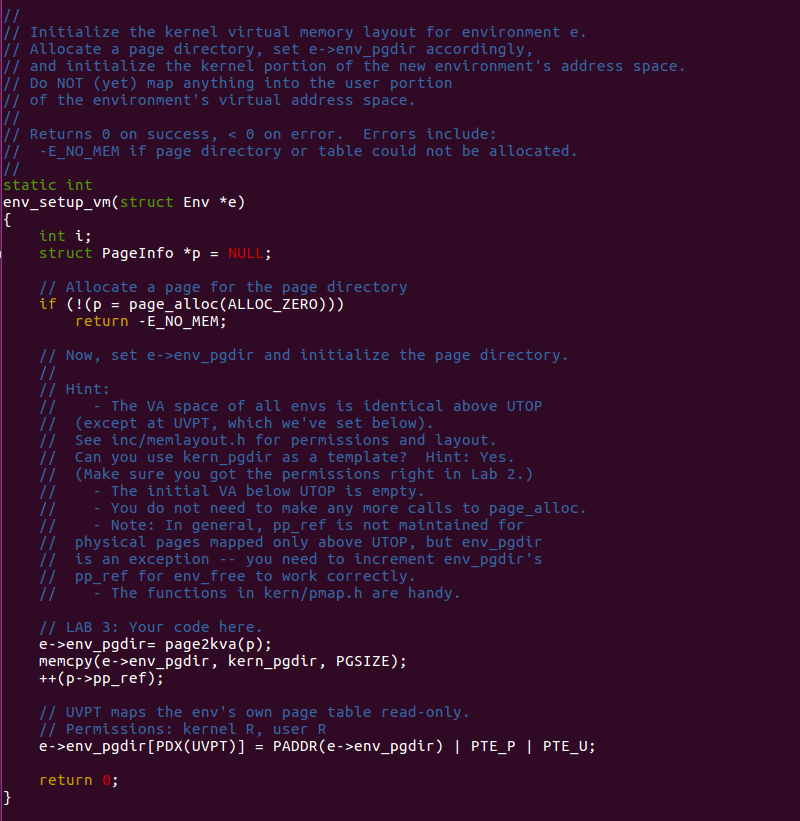 //
// Initialize the kernel virtual memory layout for environment e.
// Allocate a page directory, set e->env_pgdir accordingly,
// and initialize the kernel portion of the new environment's address space.
// Do NOT (yet) map anything into the user portion
// of the environment's virtual address space.
//
// Returns 0 on success, < 0 on error.  Errors include:
//  -E_NO_MEM if page directory or table could not be allocated.
//
static int
env_setup_vm(struct Env *e)
{
    int i;
    struct PageInfo *p = NULL;

    // Allocate a page for the page directory
    if (!(p = page_alloc(ALLOC_ZERO)))
        return -E_NO_MEM;

    // Now, set e->env_pgdir and initialize the page directory.
    //
    // Hint:
    //    - The VA space of all envs is identical above UTOP
    //  (except at UVPT, which we've set below).
    //  See inc/memlayout.h for permissions and layout.
    //  Can you use kern_pgdir as a template?  Hint: Yes.
    //  (Make sure you got the permissions right in Lab 2.)
    //    - The initial VA below UTOP is empty.
    //    - You do not need to make any more calls to page_alloc.
    //    - Note: In general, pp_ref is not maintained for
    //  physical pages mapped only above UTOP, but env_pgdir
    //  is an exception -- you need to increment env_pgdir's
    //  pp_ref for env_free to work correctly.
    //    - The functions in kern/pmap.h are handy.

    // LAB 3: Your code here.
    e->env_pgdir= page2kva(p);
    memcpy(e->env_pgdir, kern_pgdir, PGSIZE);
    ++(p->pp_ref);

    // UVPT maps the env's own page table read-only.
    // Permissions: kernel R, user R
    e->env_pgdir[PDX(UVPT)] = PADDR(e->env_pgdir) | PTE_P | PTE_U;

    return 0;
}